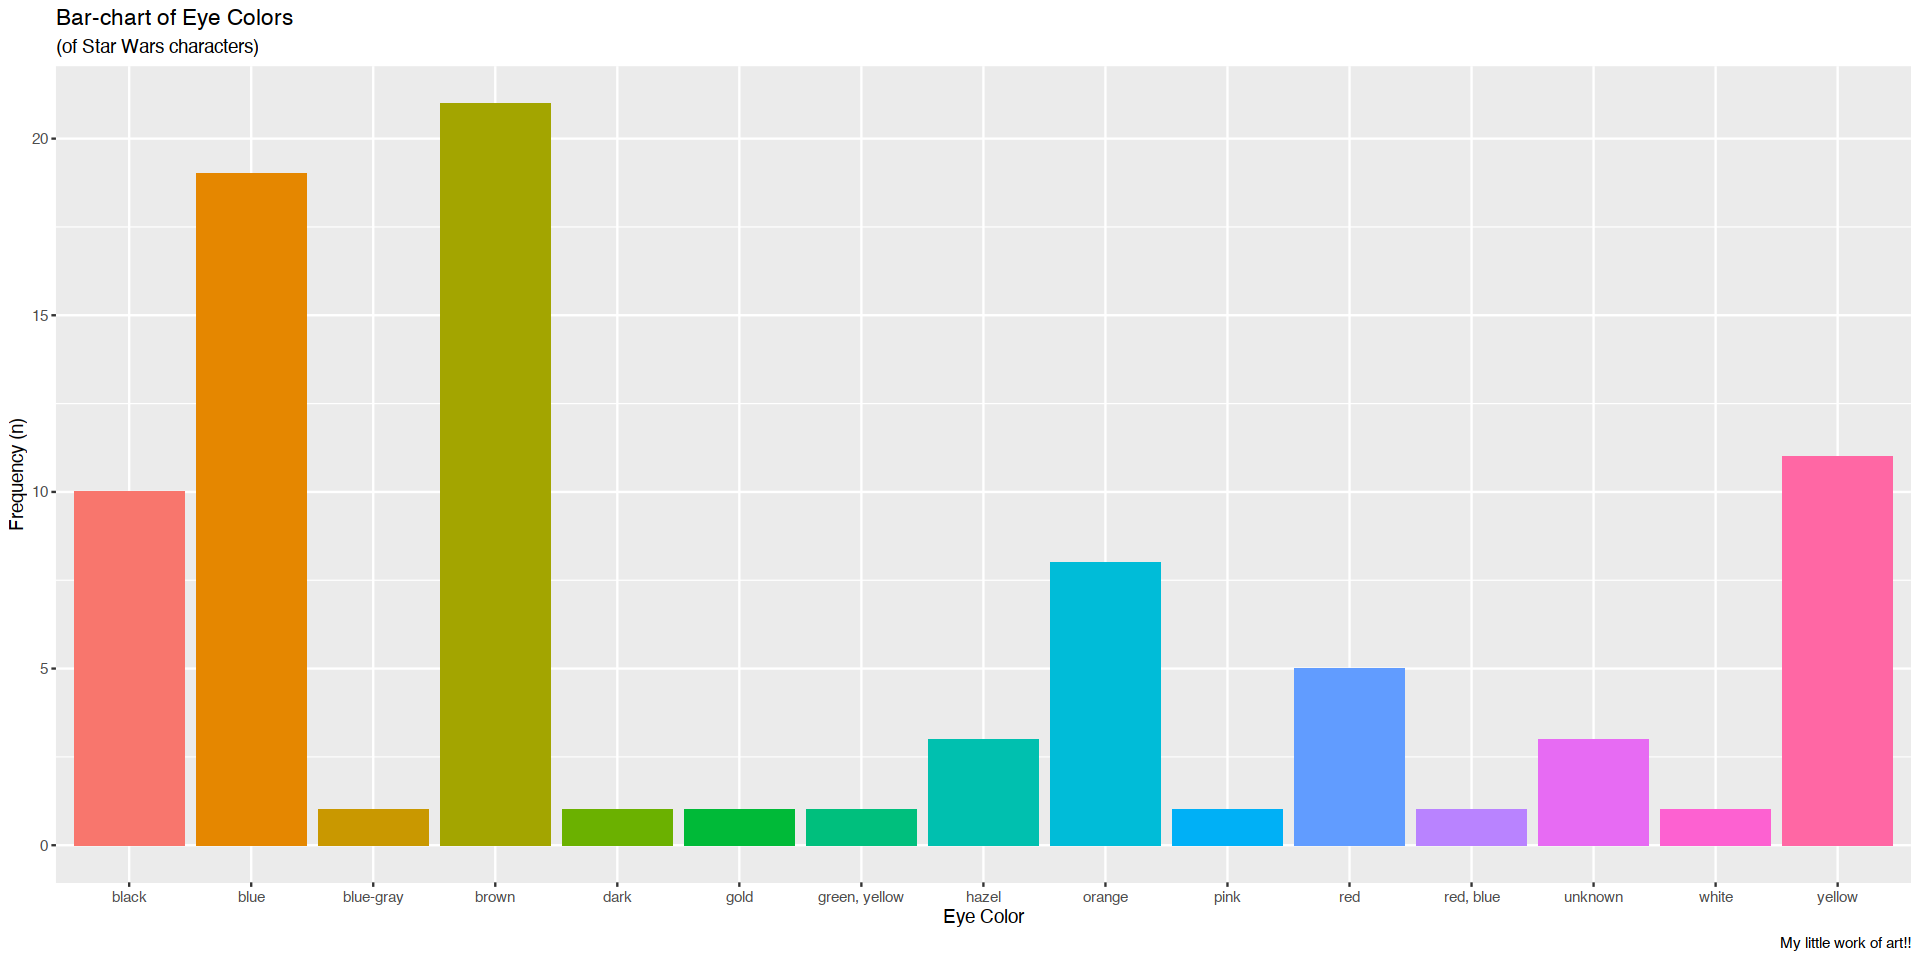 Bar-chart of Eye Colors
(of Star Wars characters)
Frequency (n)
20
15
10
5
0
black blue blue-gray brown dark gold green, yellow hazel orange pink red red, blue unknown white yellow
Eye Color
My little work of art!!